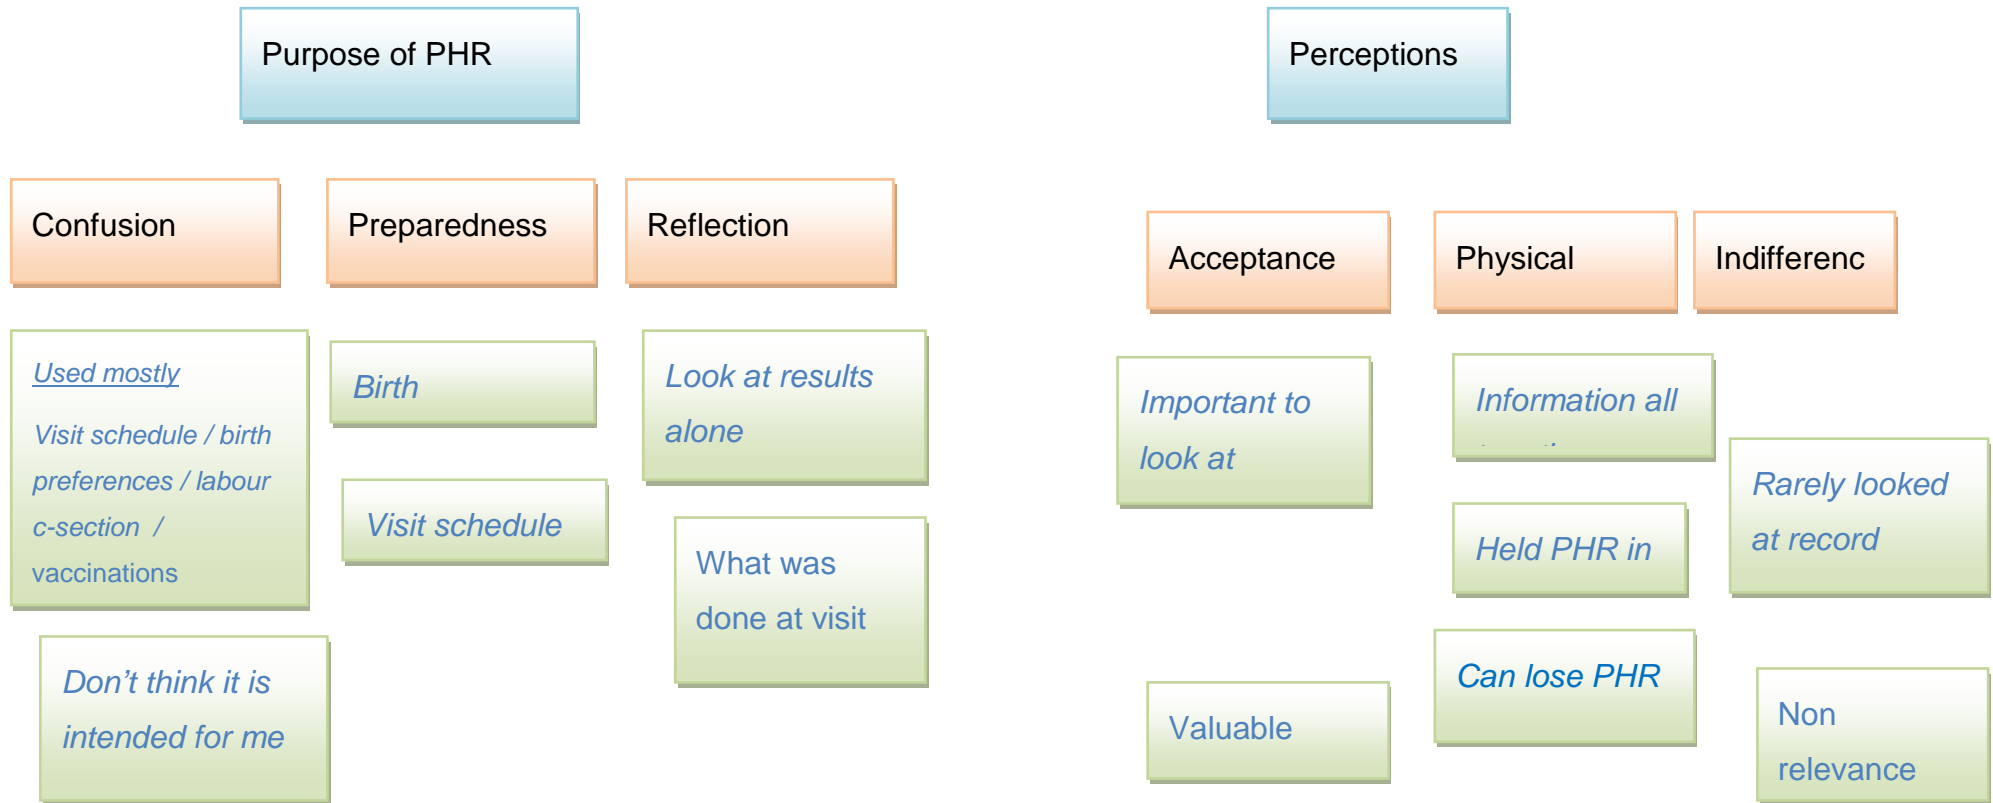 Purpose of PHR
Confusion
Preparedness
Reflection
Used mostly
Visit schedule / birth
preferences / labour
c-section /
vaccinations
Don’t think it is
intended for me
Birth
Visit schedule
Look at results
alone
What was
done at visit
Perceptions
Acceptance
Physical
Indifferenc
Important to
look at
Valuable
Information all
Held PHR in
Can lose PHR
Rarely looked
at record
Non
relevance